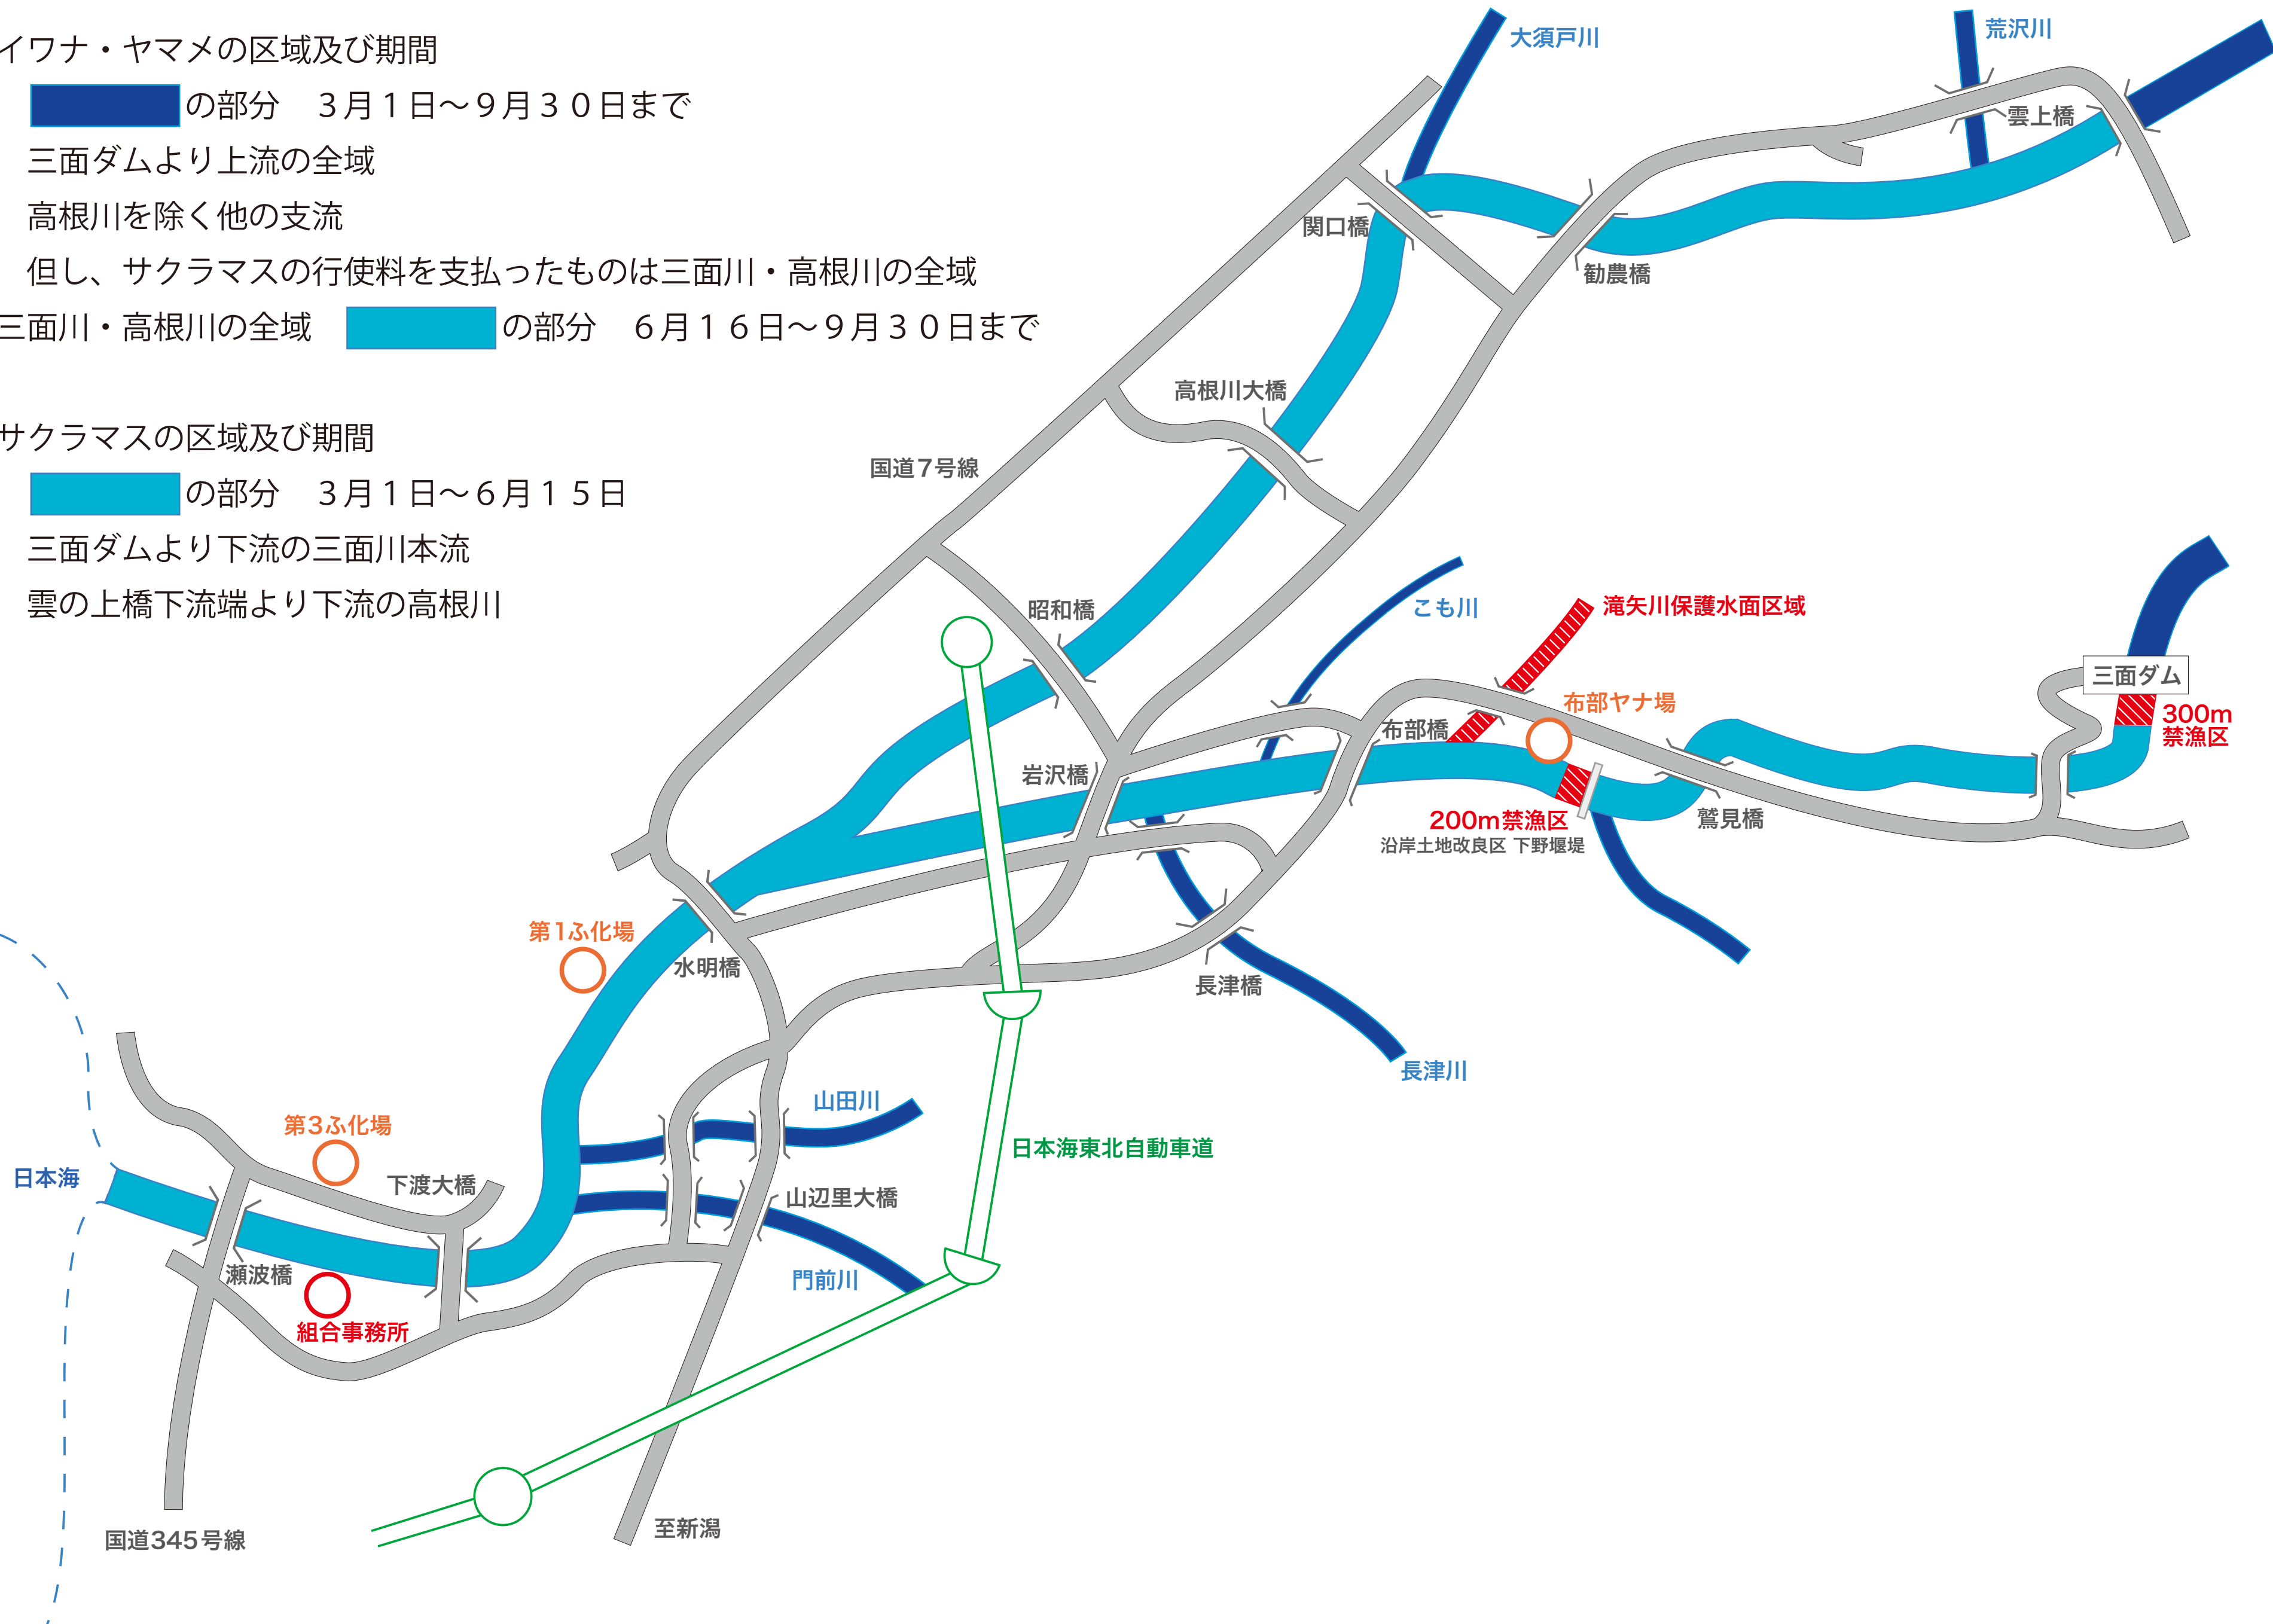 イワナ・ヤマメの区域及び期間
の部分　３月１日～９月３０日まで
三面ダムより上流の全域
高根川を除く他の支流
但し、サクラマスの行使料を支払ったものは三面川・高根川の全域
三面川・高根川の全域　の部分　６月１６日～９月３０日まで
サクラマスの区域及び期間
の部分　３月１日～６月１５日
三面ダムより下流の三面川本流
雲の上橋下流端より下流の高根川
大須戸川
荒沢川
雲上橋
関口橋
勧農橋
高根川大橋
国道7号線
昭和橋
こも川
滝矢川保護水面区域
三面ダム
布部ヤナ場
300m
禁漁区
布部橋
岩沢橋
200m禁漁区
沿岸土地改良区 下野堰堤
鷲見橋
第1ふ化場
水明橋
長津橋
長津川
山田川
第3ふ化場
日本海東北自動車道
日本海
下渡大橋
山辺里大橋
瀬波橋
門前川
組合事務所
至新潟
国道345号線